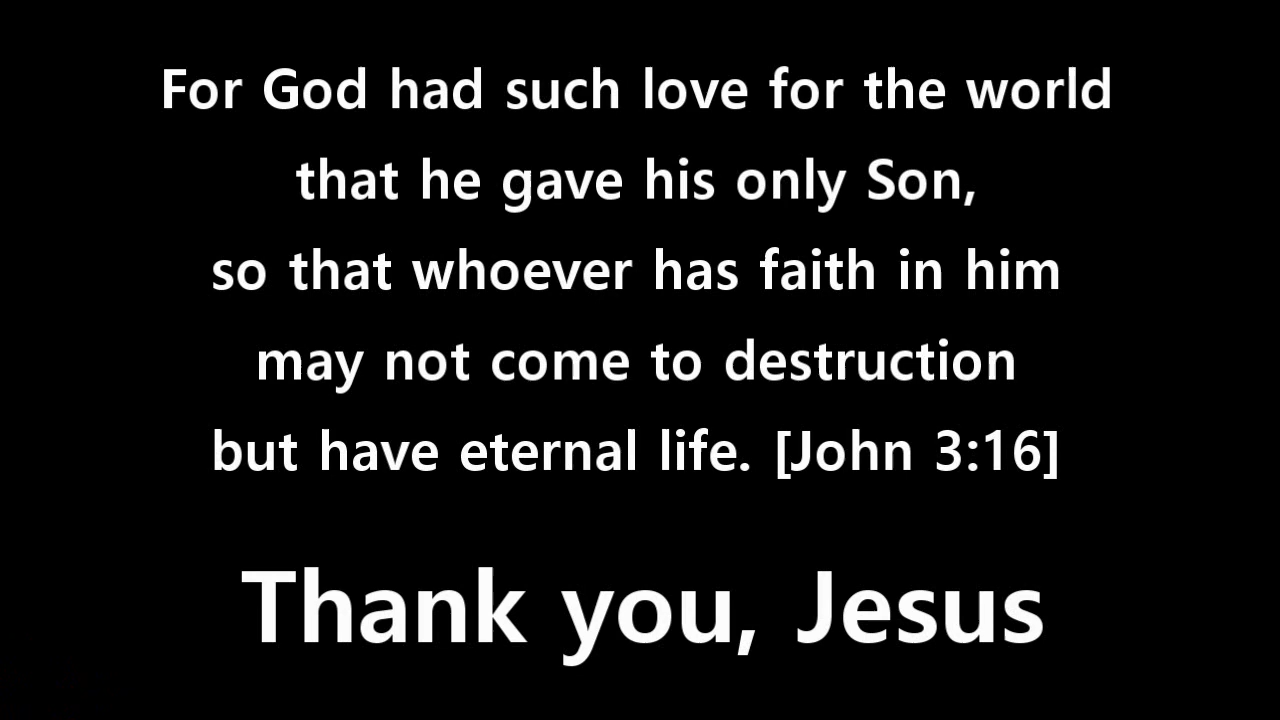 For God had such love for the world
that he gave his only Son,
so that whoever has faith in him
may not come to destruction
but have eternal life. [John 3:16]
Thank you, Jesus